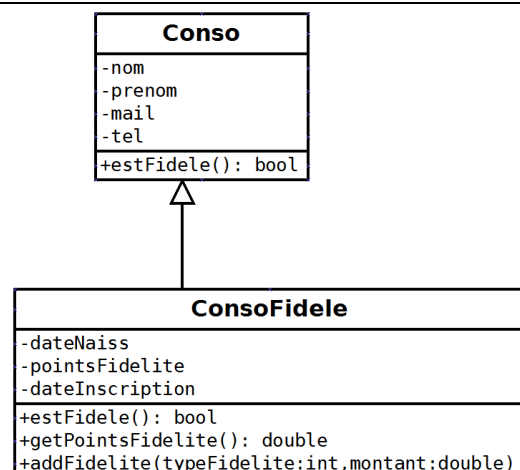 Conso
-nom
-prenom
-mail
-tel
+estFidele(): bool
ConsoFidele
-dateNaiss
-pointsFidelite
-dateInscription
+estFidele(): bool
+getPointsFidelite(): double
+addFidelite(typeFidelite:int,montant:double)